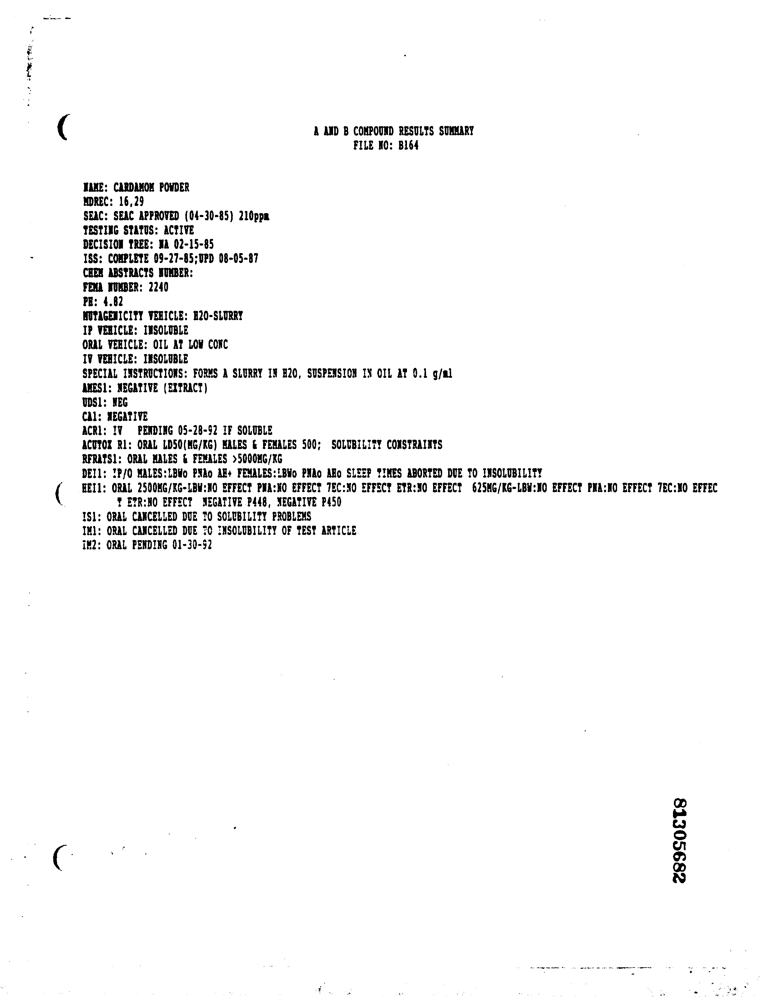 A AND B COMPOUND RESULTS SUMMARY
FILE NO: B164
NAME: CARDAMOM POWDER
MDREC: 16,29
SEAC: SEAC APPROVED (04-30-85) 210ppm
TESTING STATUS: ACTIVE
DECISION TREE: NA 02-15-85
ISS: COMPLETE 09-27-85;UPD 08-05-87
CHEM ABSTRACTS NUMBER:
FEMA NUMBER: 2240
PH: 4.82
MUTAGENICITY VEHICLE: H2O-SLURRY
IP VEHICLE: INSOLUBLE
ORAL VEHICLE: OIL AT LOW CONC
IV VEHICLE: INSOLUBLE
SPECIAL INSTRUCTIONS: FORMS A SLURRY IN H2O, SUSPENSION IN OIL AT 0.1 g/ml
AMES1: NEGATIVE (EXTRACT)
UDS1: NEG
CA1: NEGATIVE
ACR1: IV PENDING 05-28-92 IF SOLUBLE
ACUTOX R1: ORAL LD50(MG/KG) MALES & FEMALES 500; SOLUBILITY CONSTRAINTS
RFRATS1: ORAL MALES & FEMALES >5000MG/KG
DEI1: IP/O MALES:LBWo PNAo AH+ FEMALES:LBWo PNAo AHo SLEEP TIMES ABORTED DUE TO INSOLUBILITY
HEI1: ORAL 2500MG/KG-LBW:NO EFFECT PNA:NO EFFECT 7EC:NO EFFECT ETR:NO EFFECT 625MG/KG-LBW:NO EFFECT PNA:NO EFFECT 7EC:NO EFFEC
T ETR:NO EFFECT NEGATIVE P448, NEGATIVE P450
IS1: ORAL CANCELLED DUE TO SOLUBILITY PROBLEMS
IM1: ORAL CANCELLED DUE TO INSOLUBILITY OF TEST ARTICLE
IM2: ORAL PENDING 01-30-92
81305682